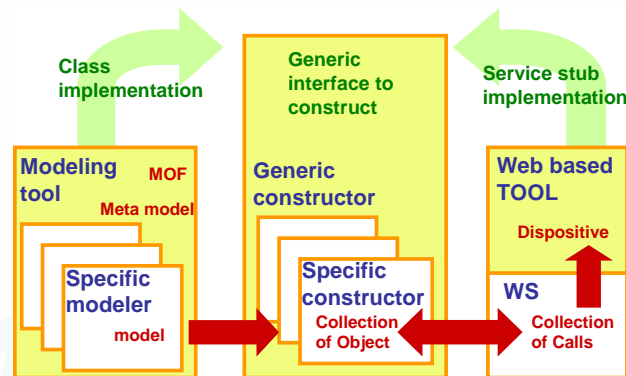 Class
implementation
Generic
interface to
construct
Service stub
implementation
Modeling
tool
MOF
Meta model
Specific
modeler
model
Generic
constructor
Specific
constructor
Collection
of Object
Web based
TOOL
Dispositive
WS
Collection
of Calls